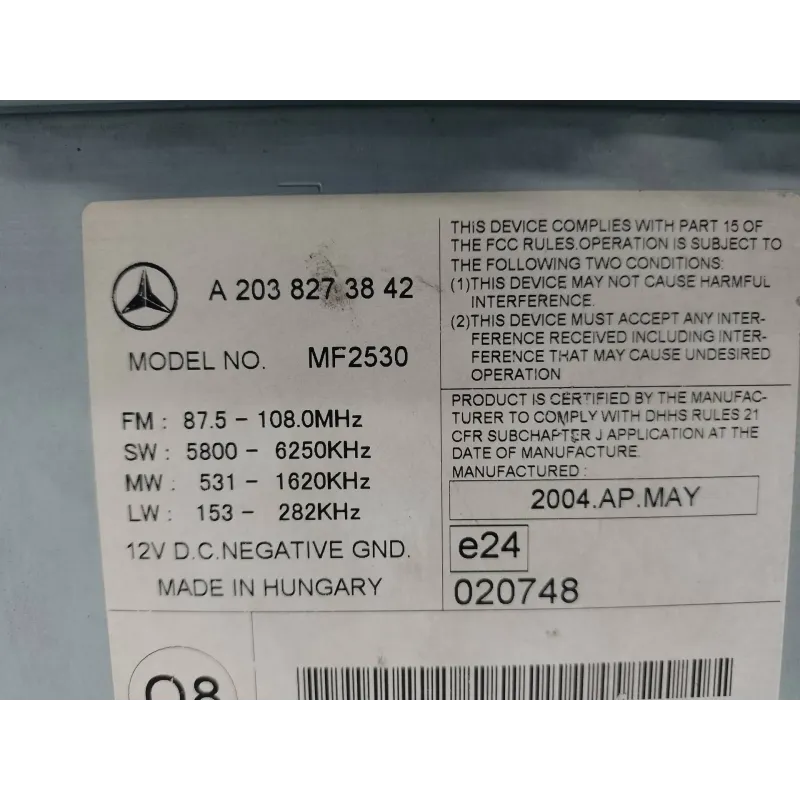 A 203 827 38 42
MODEL NO. MF2530
FM : 87.5 - 108.0MHz
SW : 5800 - 6250KHz
MW : 531 - 1620KHz
LW : 153 - 282KHz
12V D.C.NEGATIVE GND.
MADE IN HUNGARY
THIS DEVICE COMPLIES WITH PART 15 OF
THE FCC RULES.OPERATION IS SUBJECT TO
THE FOLLOWING TWO CONDITIONS:
(1)THIS DEVICE MAY NOT CAUSE HARMFUL
INTERFERENCE.
(2)THIS DEVICE MUST ACCEPT ANY INTER-
FERENCE RECEIVED INCLUDING INTER-
FERENCE THAT MAY CAUSE UNDESIRED
OPERATION
PRODUCT IS CERTIFIED BY THE MANUFAC-
TURER TO COMPLY WITH DHHS RULES 21
CFR SUBCHAPTER J APPLICATION AT THE
DATE OF MANUFACTURE.
MANUFACTURED :
2004.AP.MAY
e24
020748